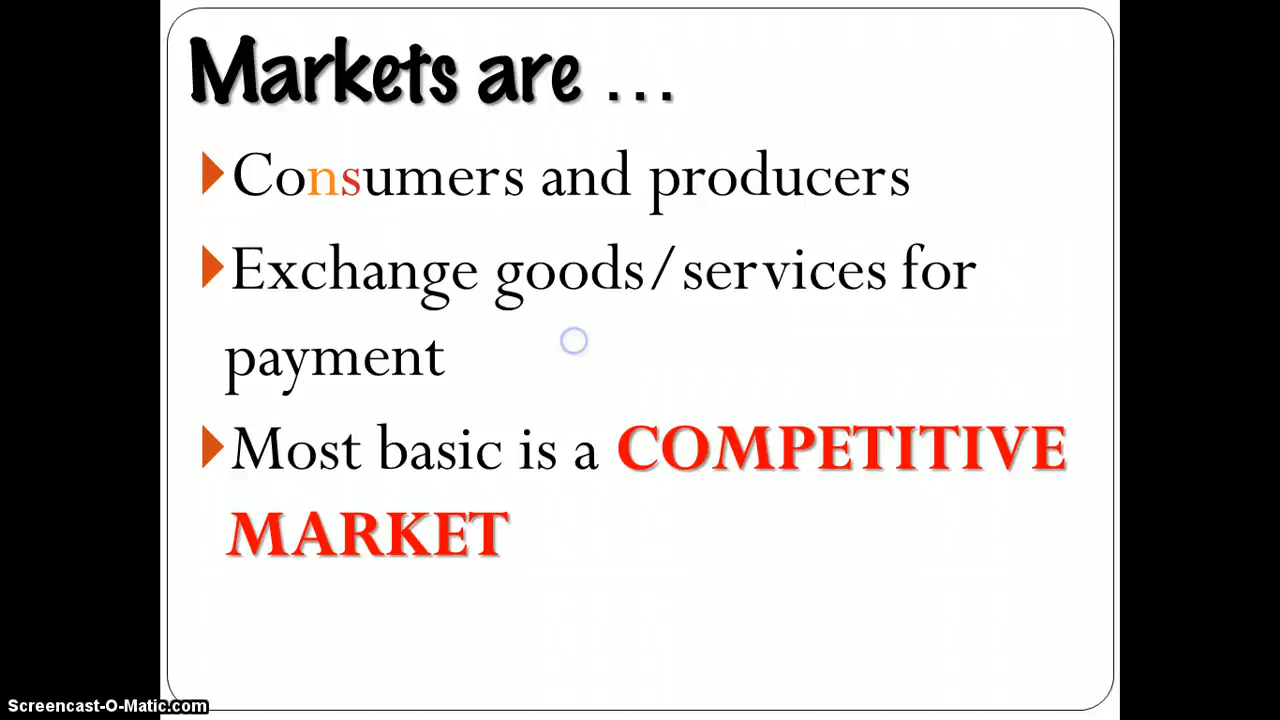 Markets are ...
Consumers and producers
Exchange goods/services for
payment
Most basic is a COMPETITIVE
MARKET
Screencast-O-Matic.com